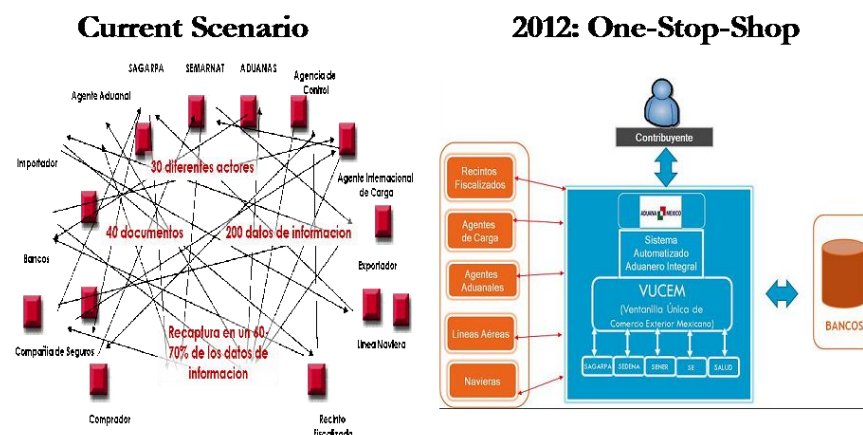 Current Scenario
SAGARPA
SEMARNAT
ADUANAS
Agencia de
Control
Agente Aduanal
30 diferentes actores
Importador
Agente Internacional
de Carga
40 documentos
200 datos de informacion
Bancos
Exportador
Recaptura en un 60-
70% de los datos de
informacion
Compañia de Seguros
Linea Naviera
Comprador
Recinto
Fiscalizado
2012: One-Stop-Shop
Contribuyente
Recintos
Fiscalizados
Agentes
de Carga
Agentes
Aduanales
Líneas Aéreas
Navieras
ADUANA MEXICO
Sistema
Automatizado
Aduanero Integral
VUCEM
(Ventanilla Única de
Comercio Exterior Mexicana)
SAGARPA
SEDENA
SENER
SE
SALUD
BANCOS